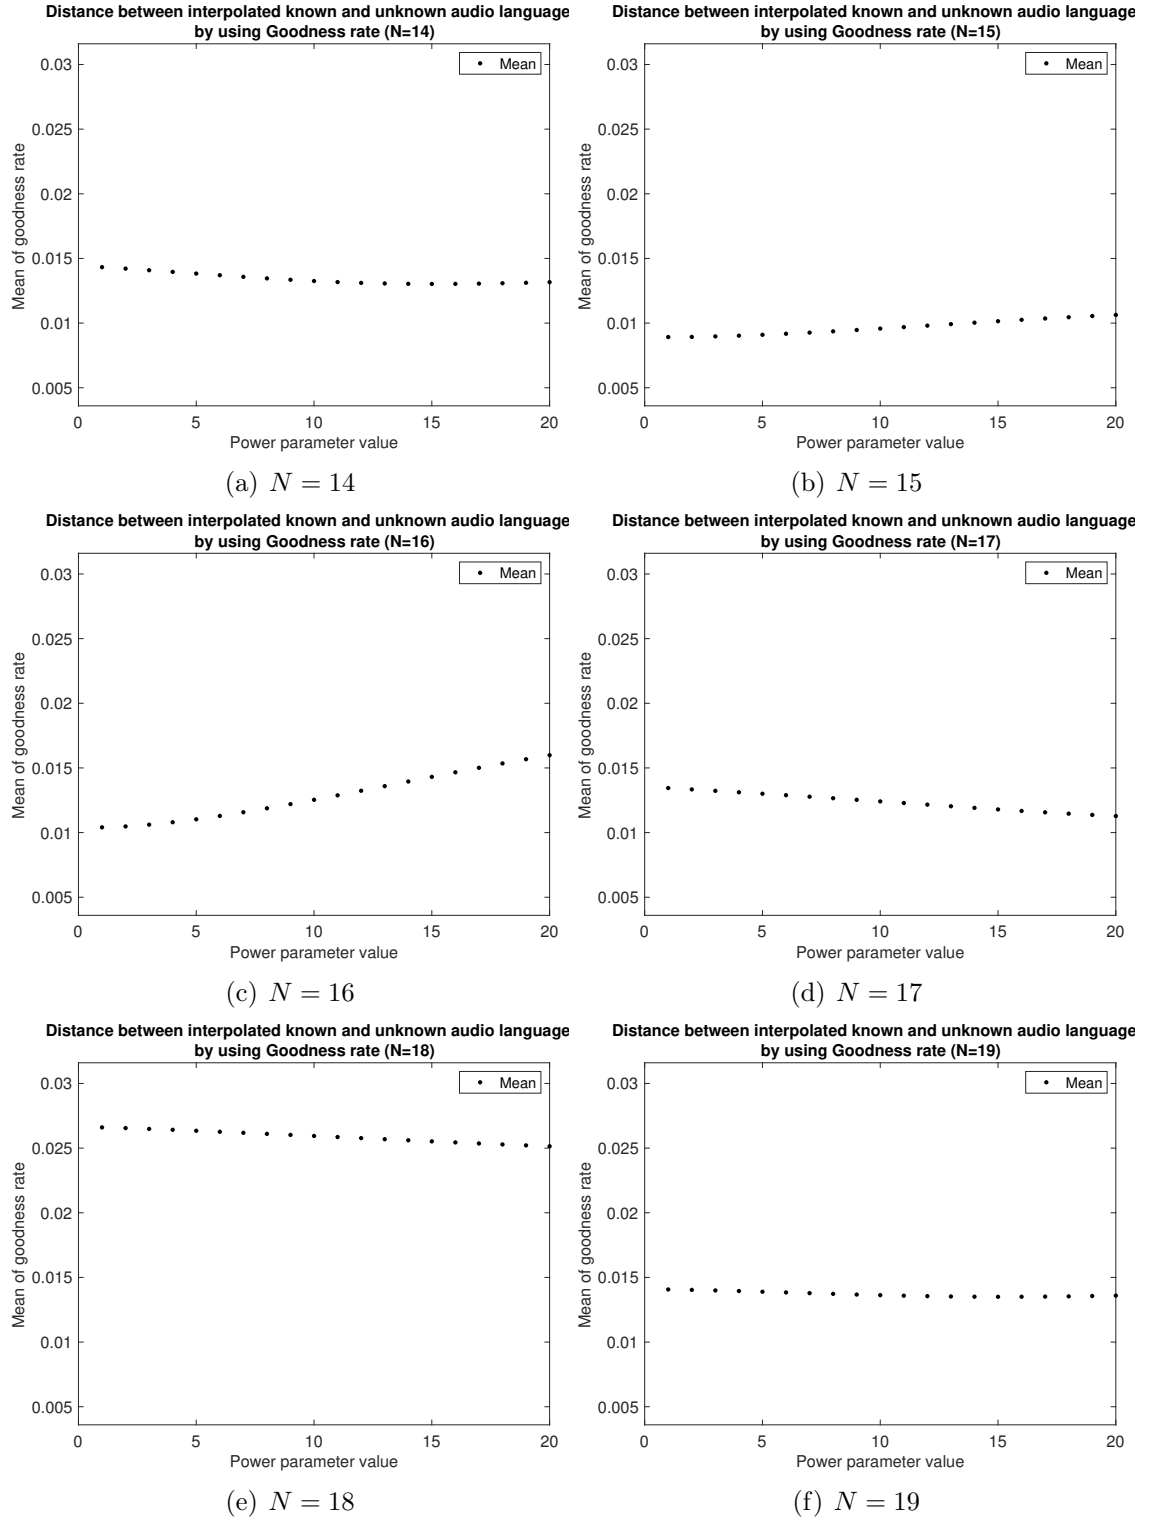 Distance between interpolated known and unknown audio language
by using Goodness rate (N=14)
Mean
Mean of goodness rate
0.03
0.025
0.02
0.015
0.01
0.005
0 5 10 15 20
Power parameter value
(a) N = 14
Distance between interpolated known and unknown audio language
by using Goodness rate (N=15)
Mean
Mean of goodness rate
0.03
0.025
0.02
0.015
0.01
0.005
0 5 10 15 20
Power parameter value
(b) N = 15
Distance between interpolated known and unknown audio language
by using Goodness rate (N=16)
Mean
Mean of goodness rate
0.03
0.025
0.02
0.015
0.01
0.005
0 5 10 15 20
Power parameter value
(c) N = 16
Distance between interpolated known and unknown audio language
by using Goodness rate (N=17)
Mean
Mean of goodness rate
0.03
0.025
0.02
0.015
0.01
0.005
0 5 10 15 20
Power parameter value
(d) N = 17
Distance between interpolated known and unknown audio language
by using Goodness rate (N=18)
Mean
Mean of goodness rate
0.03
0.025
0.02
0.015
0.01
0.005
0 5 10 15 20
Power parameter value
(e) N = 18
Distance between interpolated known and unknown audio language
by using Goodness rate (N=19)
Mean
Mean of goodness rate
0.03
0.025
0.02
0.015
0.01
0.005
0 5 10 15 20
Power parameter value
(f) N = 19